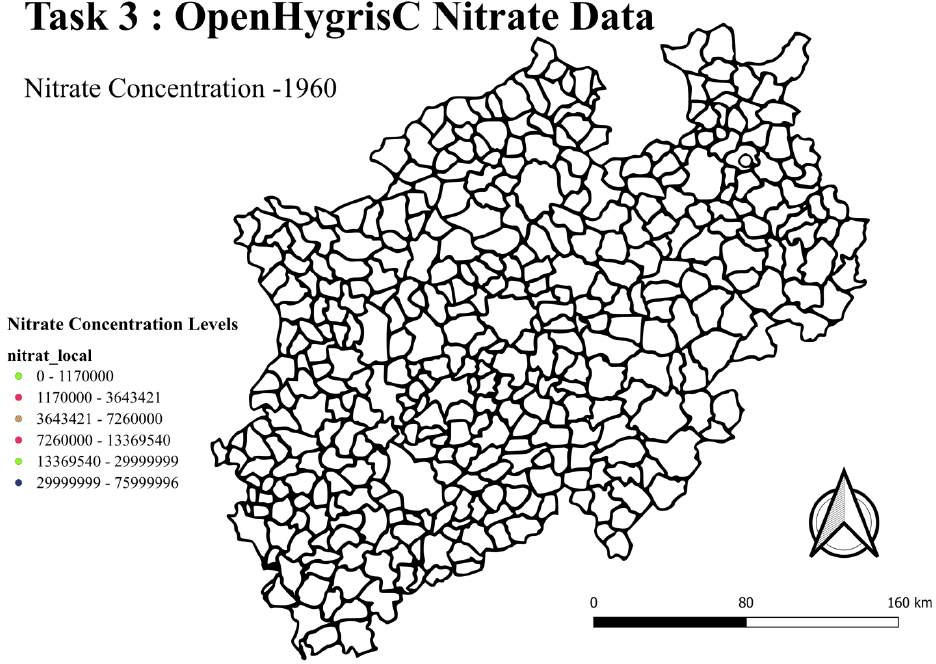 Task 3 : OpenHygrisC Nitrate Data
Nitrate Concentration -1960
Nitrate Concentration Levels
nitrat_local
0 - 1170000
1170000 - 3643421
3643421 - 7260000
7260000 - 13369540
13369540 - 29999999
29999999 - 75999996
0 80 160 km